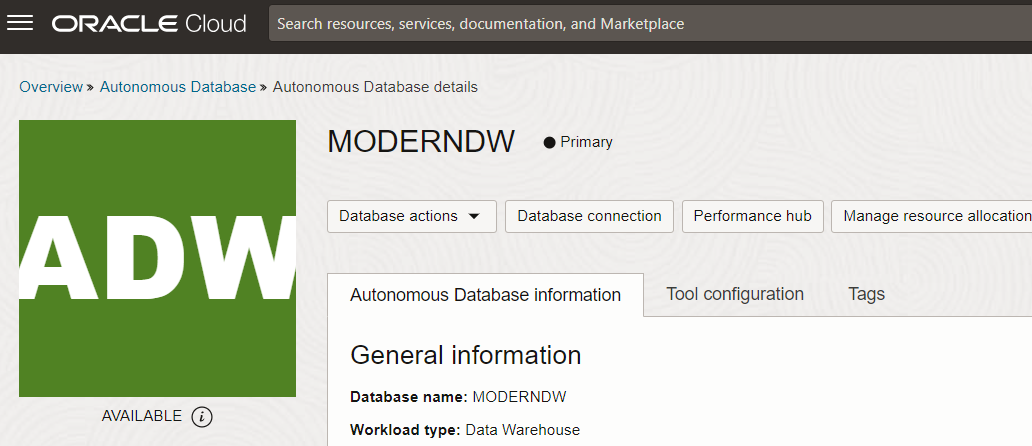 ORACLE Cloud
Search resources, services, documentation, and Marketplace
Overview » Autonomous Database » Autonomous Database details
ADW
AVAILABLE i
MODERNDW
Primary
Database actions
Database connection
Performance hub
Manage resource allocation
Autonomous Database information
Tool configuration
Tags
General information
Database name: MODERNDW
Workload type: Data Warehouse